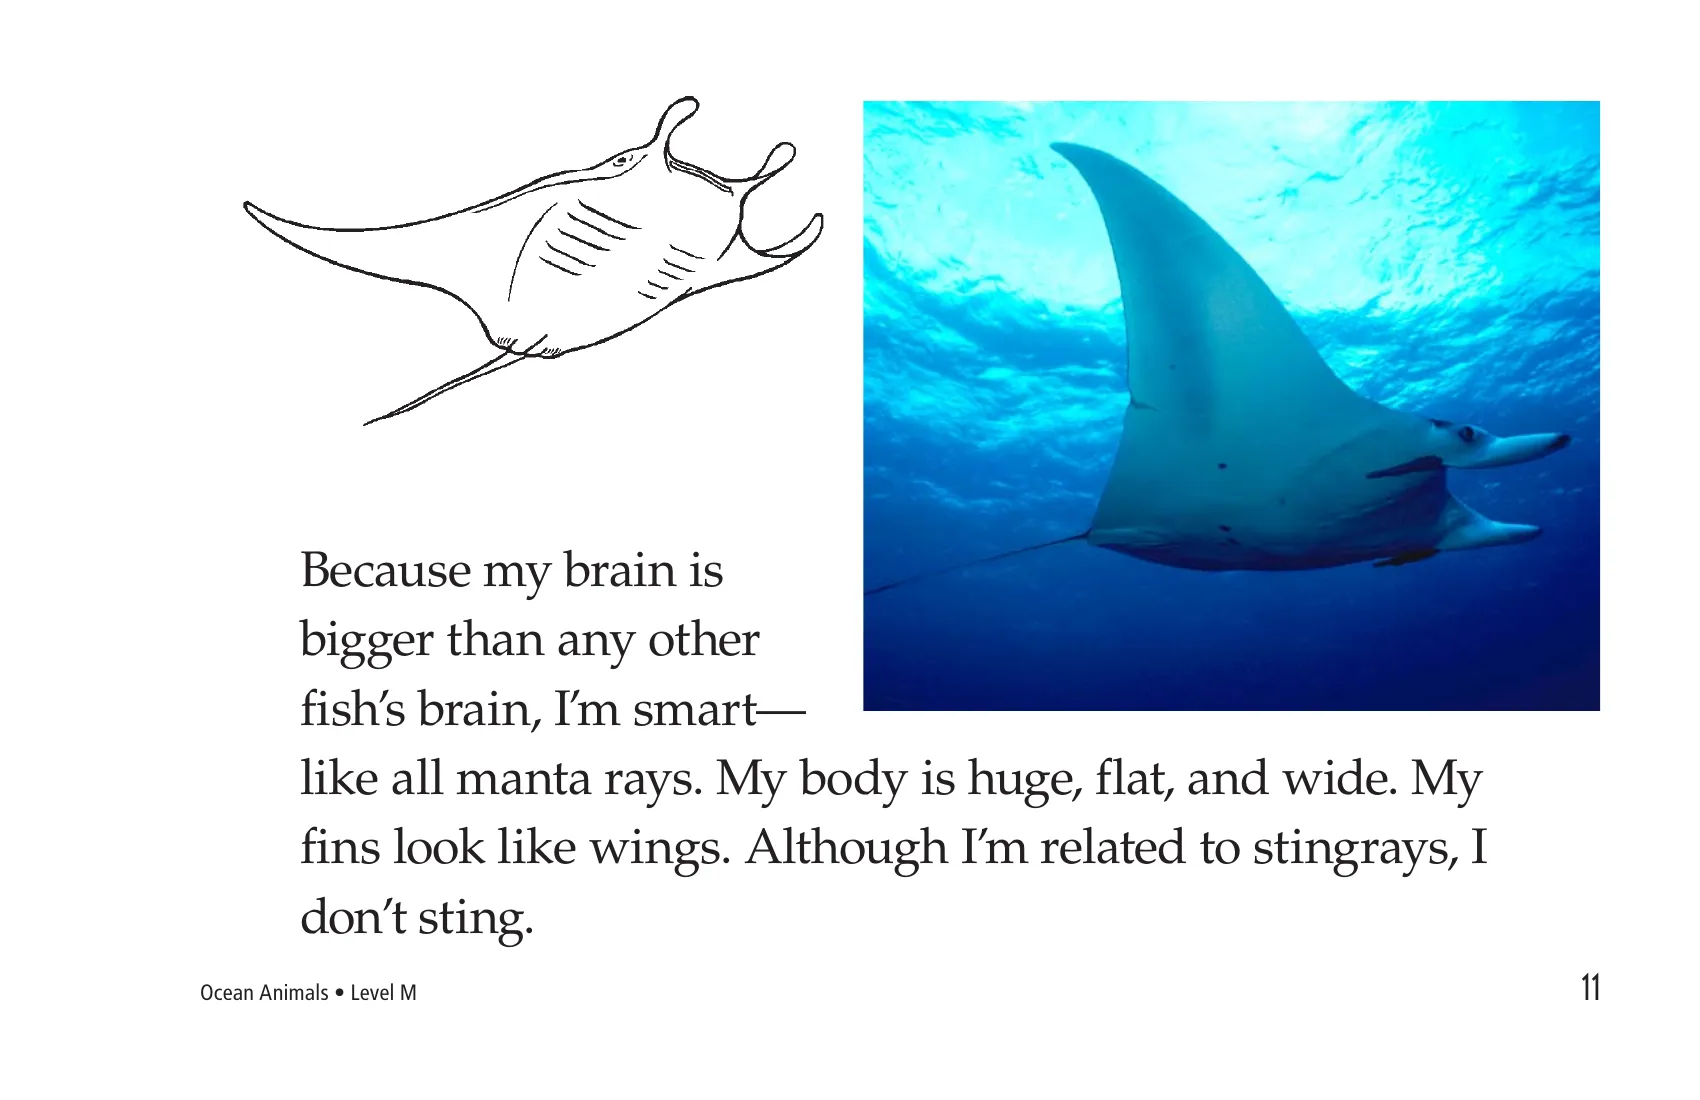 Because my brain is
bigger than any other
fish’s brain, I’m smart—
like all manta rays. My body is huge, flat, and wide. My
fins look like wings. Although I’m related to stingrays, I
don’t sting.
Ocean Animals • Level M
11